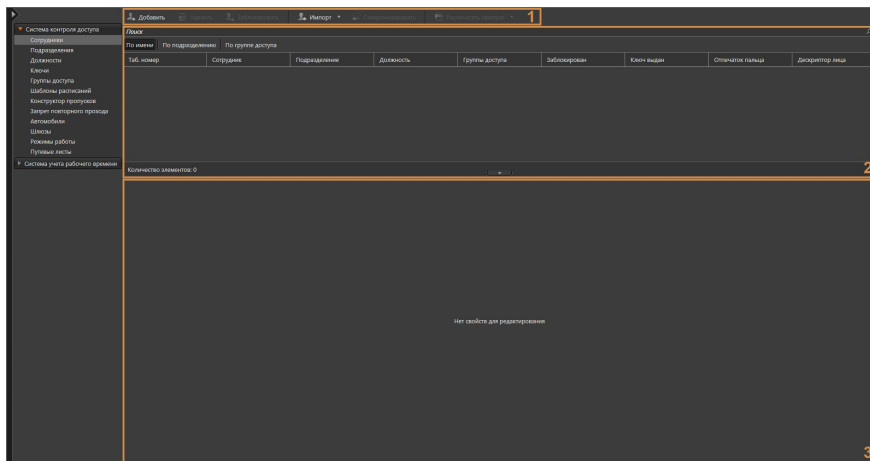 Добавить Удалить Заблокировать Импорт 1
Система контроля доступа
Сотрудники
Подразделения
Должности
Ключи
Группы доступа
Шаблоны расписаний
Конструктор пропусков
Запрет повторного прохода
Автомобили
Шлюзы
Режимы работы
Путевые листы
Система учета рабочего времени
Поиск
По имени По подразделению По группе доступа
Таб. номер Сотрудник Подразделение Должность Группы доступа Заблокирован Ключ выдан Отпечаток пальца Дескриптор лица
Количество элементов: 0
2
Нет свойств для редактирования
3